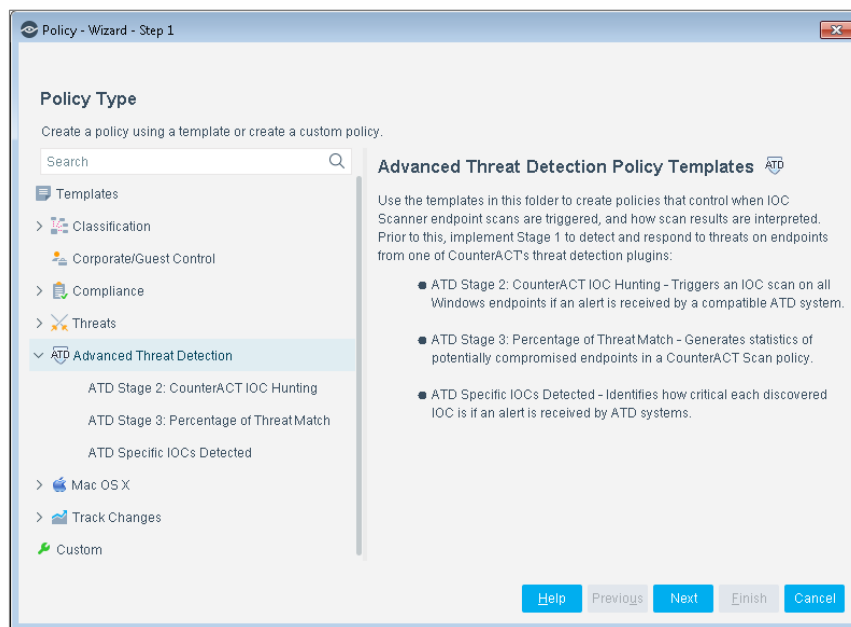 Policy - Wizard - Step 1
Policy Type
Create a policy using a template or create a custom policy.
Search
Templates
Classification
Corporate/Guest Control
Compliance
Threats
ATD Advanced Threat Detection
ATD Stage 2: CounterACT IOC Hunting
ATD Stage 3: Percentage of Threat Match
ATD Specific IOCs Detected
Mac OS X
Track Changes
Custom
Advanced Threat Detection Policy Templates ATD
Use the templates in this folder to create policies that control when IOC
Scanner endpoint scans are triggered, and how scan results are interpreted.
Prior to this, implement Stage 1 to detect and respond to threats on endpoints
from one of CounterACT's threat detection plugins:
● ATD Stage 2: CounterACT IOC Hunting - Triggers an IOC scan on all
Windows endpoints if an alert is received by a compatible ATD system.
● ATD Stage 3: Percentage of Threat Match - Generates statistics of
potentially compromised endpoints in a CounterACT Scan policy.
● ATD Specific IOCs Detected - Identifies how critical each discovered
IOC is if an alert is received by ATD systems.
Help Previous Next Finish Cancel